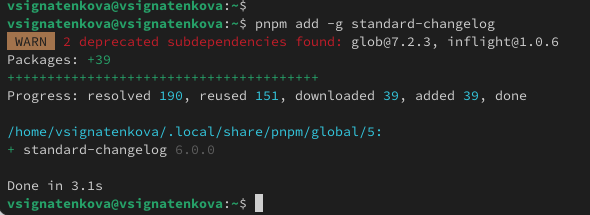 vsignatenkova@vsignatenkova:~$
vsignatenkova@vsignatenkova:~$ pnpm add -g standard-changelog
WARN 2 deprecated subdependencies found: glob@7.2.3, inflight@1.0.6
Packages: +39
+++++++++++++++++++++++++++++++++++++++
Progress: resolved 190, reused 151, downloaded 39, added 39, done
/home/vsignatenkova/.local/share/pnpm/global/5:
+ standard-changelog 6.0.0
Done in 3.1s
vsignatenkova@vsignatenkova:~$